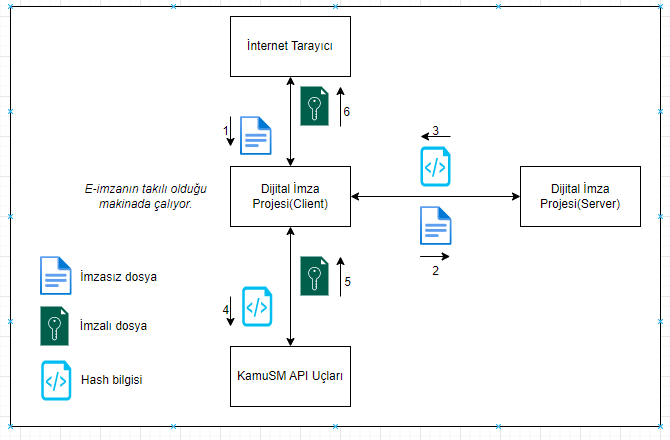 İnternet Tarayıcı
6
1
3
E-imzanın takılı olduğu
makinada çalıyor.
Dijital İmza
Projesi(Client)
Dijital İmza
Projesi(Server)
2
İmzasız dosya
5
4
İmzalı dosya
Hash bilgisi
KamuSM API Uçları